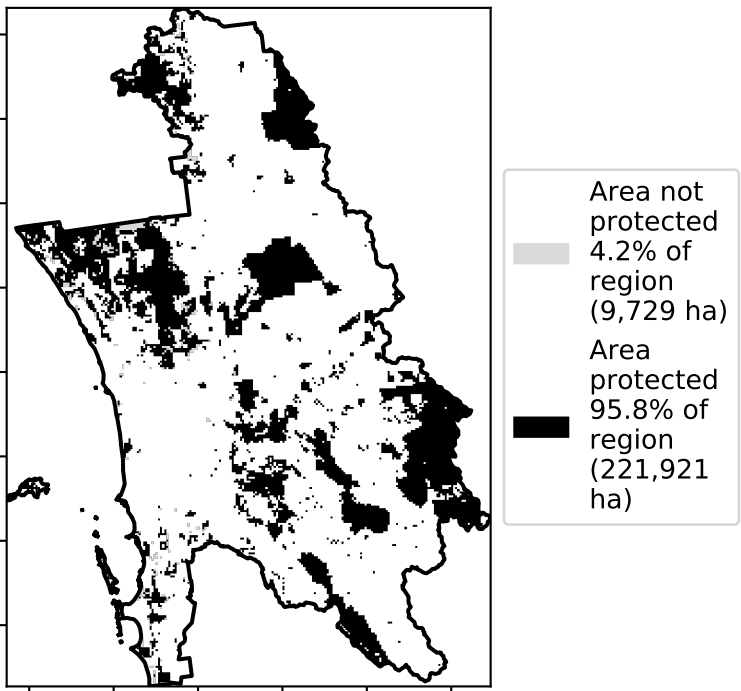 Area not
protected
4.2% of
region
(9,729 ha)
Area
protected
95.8% of
region
(221,921
ha)